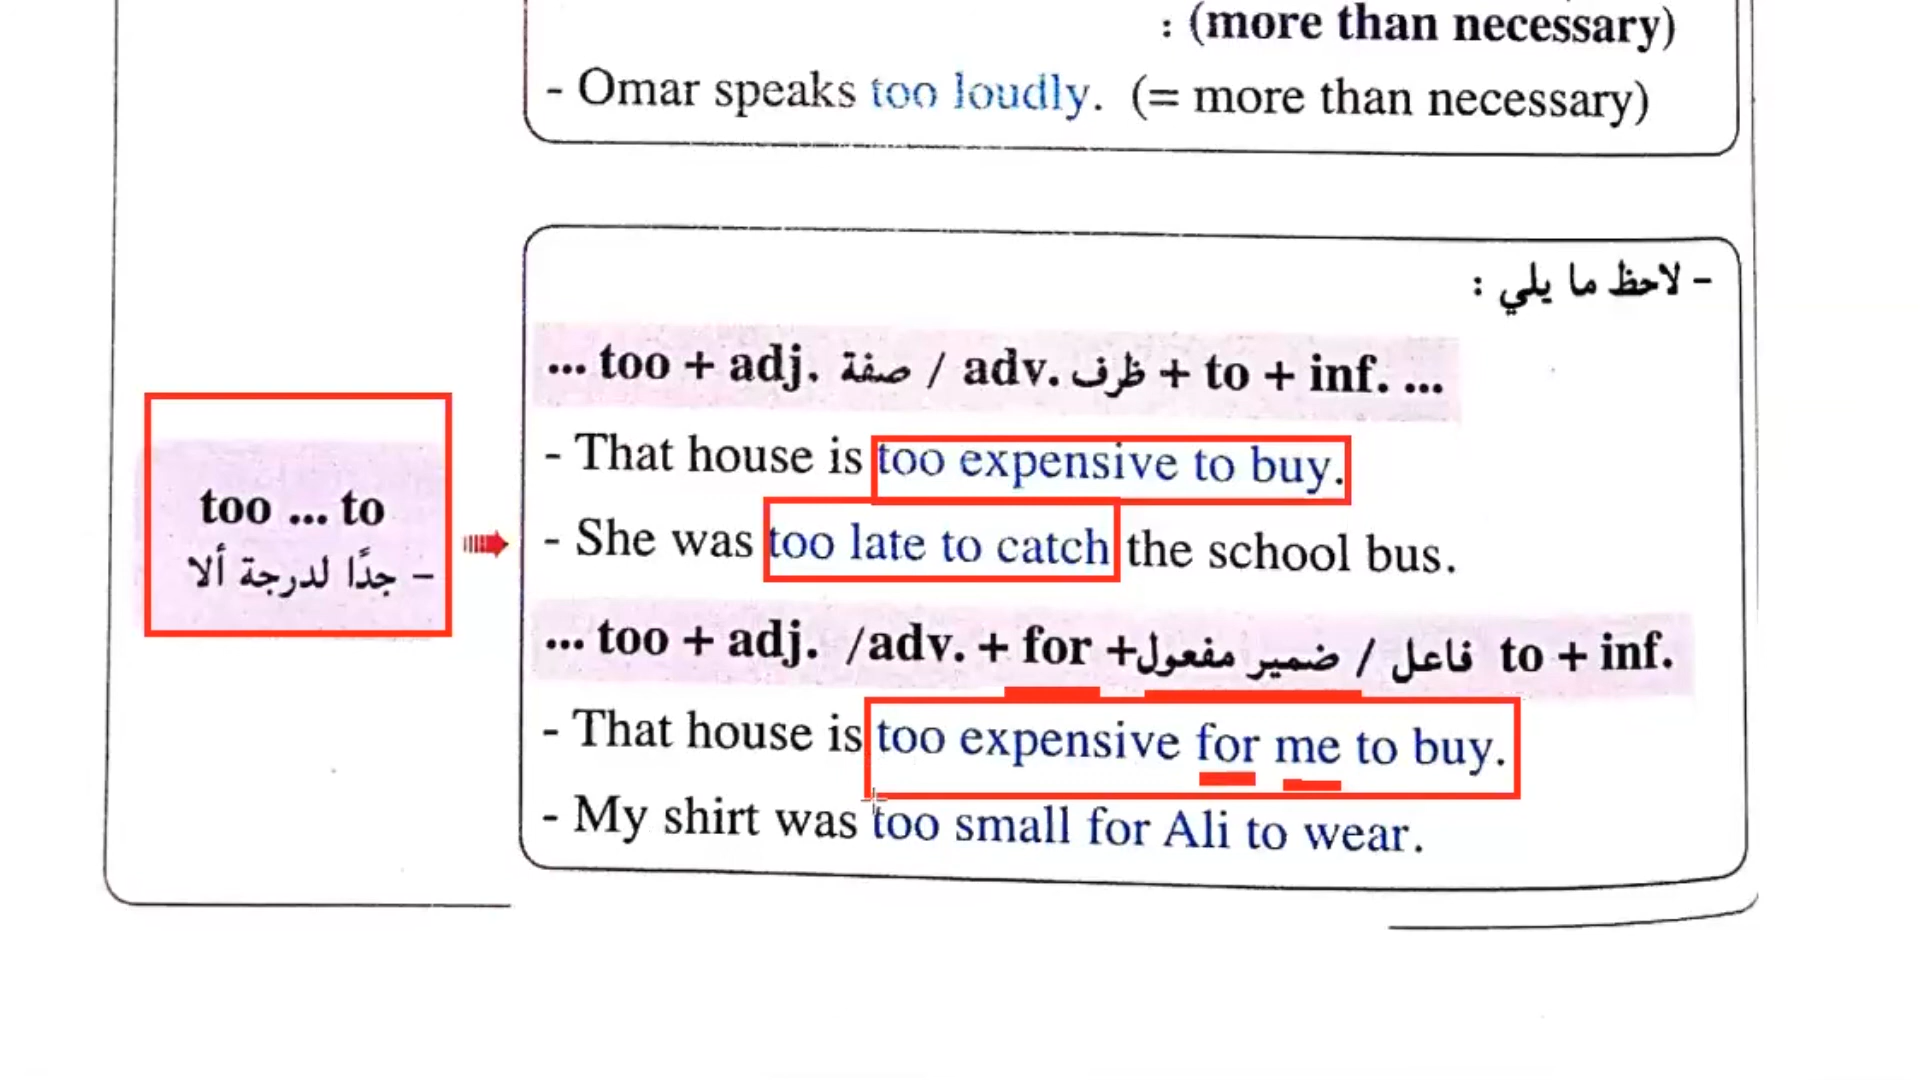 : (more than necessary)
- Omar speaks too loudly. (= more than necessary)
- لاحظ ما يلي :
... too + adj. صفة / adv. ظرف + to + inf. ...
- That house is too expensive to buy.
- She was too late to catch the school bus.
too ... to
- جدًا لدرجة ألا
... too + adj. /adv. + for + فاعل / ضمير مفعول to + inf.
- That house is too expensive for me to buy.
- My shirt was too small for Ali to wear.